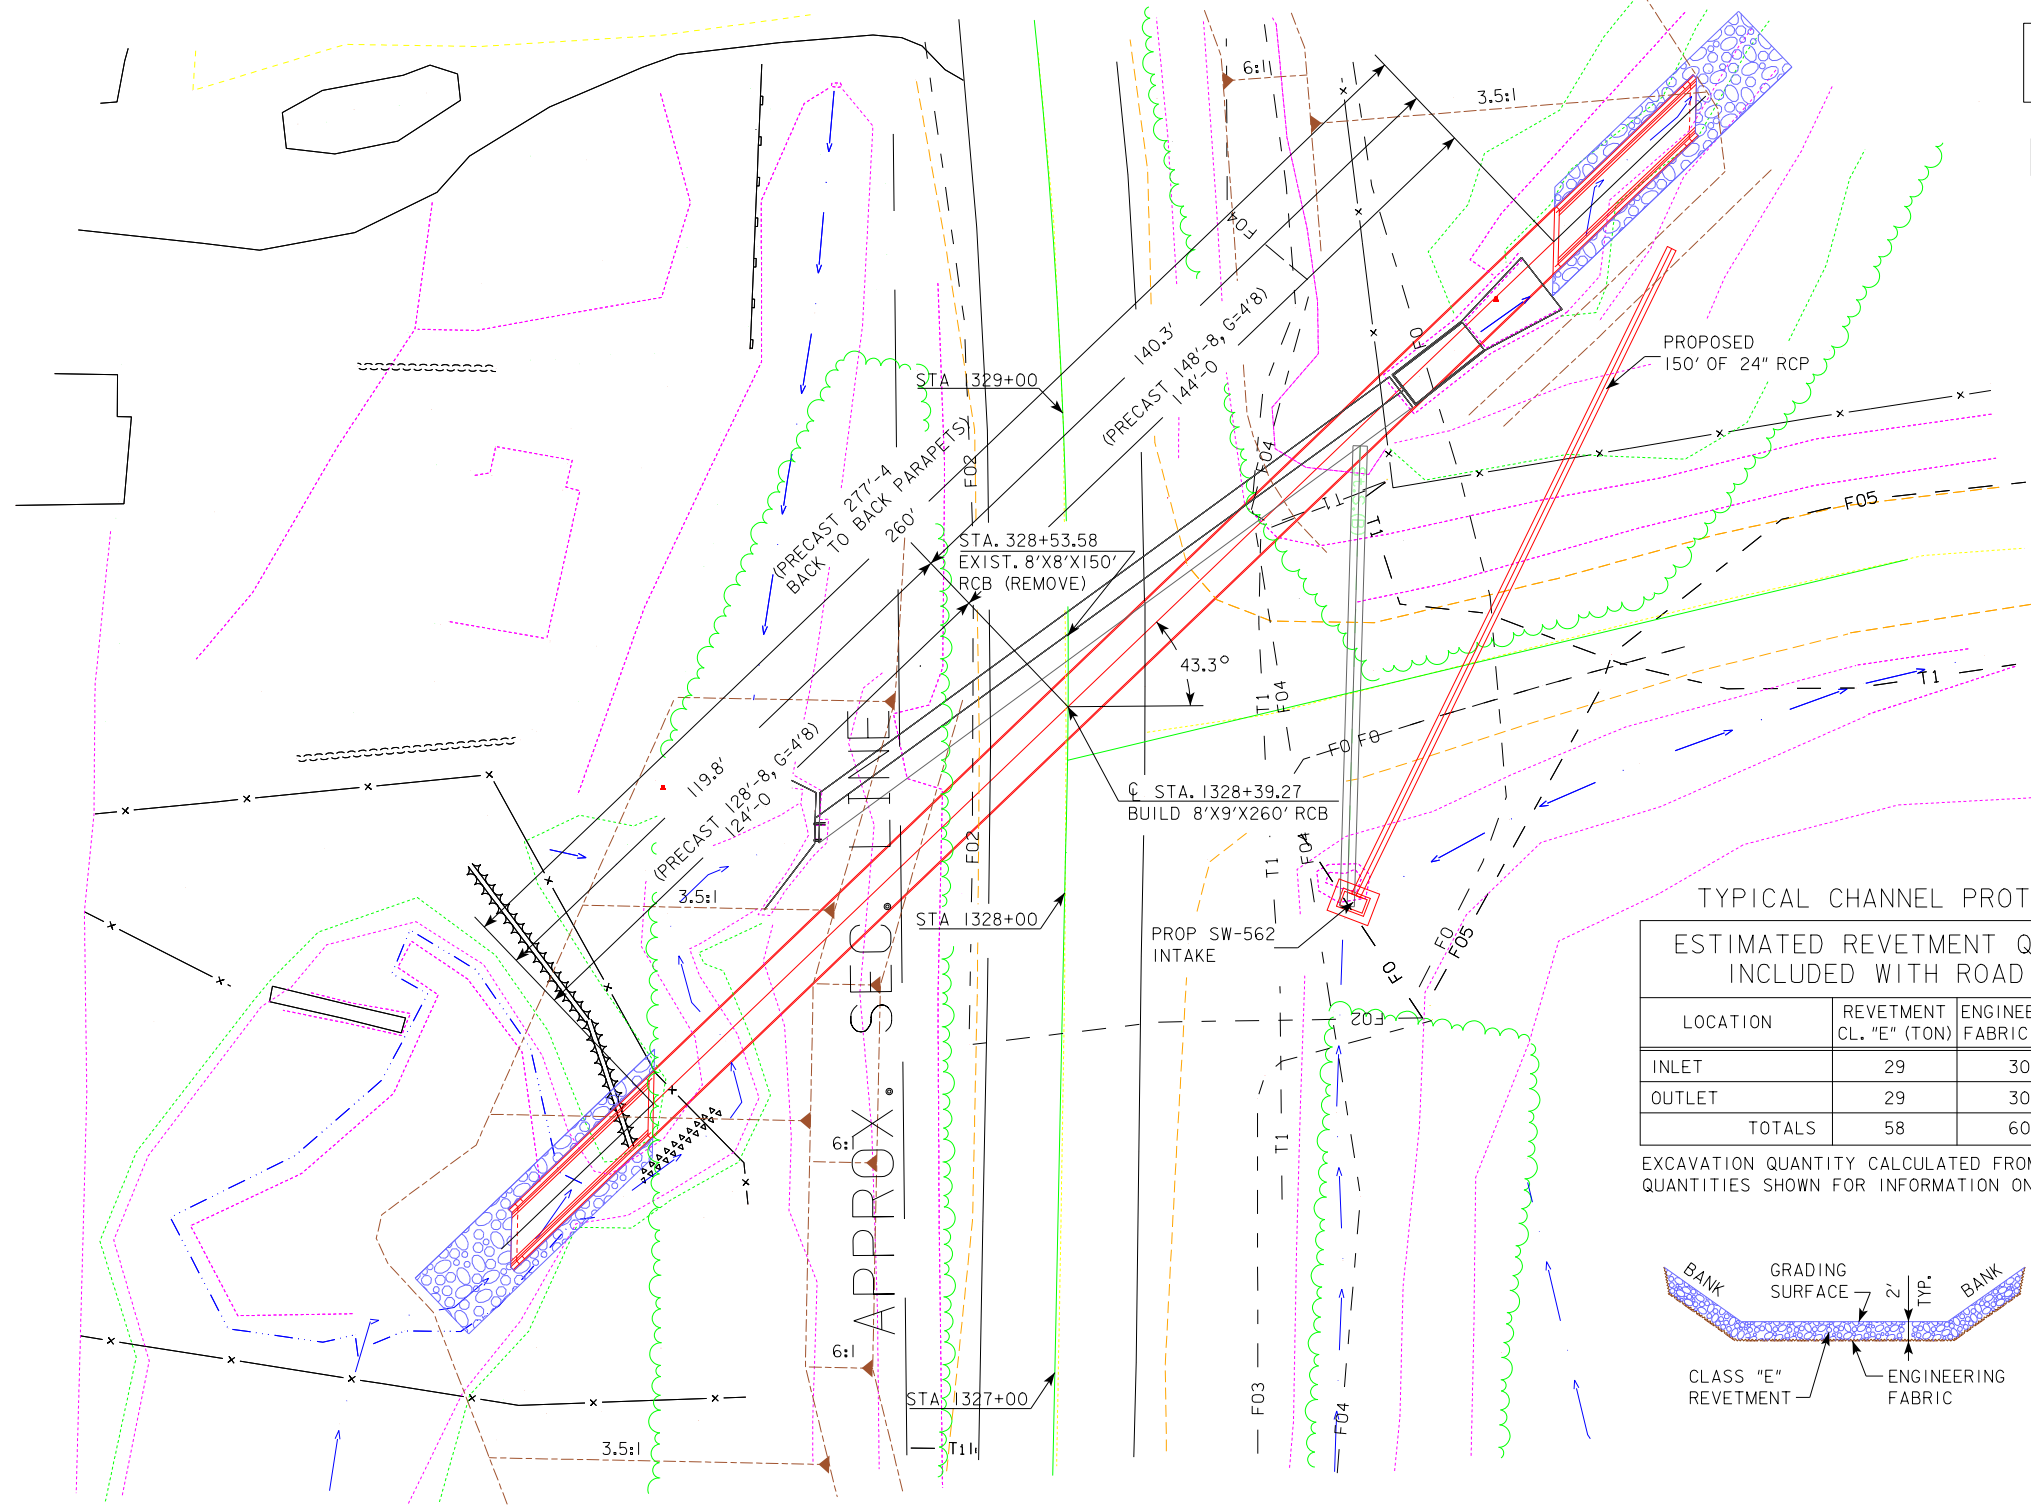 6:1
3.5:1
F04
140.3'
(PRECAST 148'-8, G=4'8)
144'-0
F0
PROPOSED
150' OF 24" RCP
STA 1329+00
(PRECAST 277'-4
BACK TO BACK PARAPETS)
260'
F02
F04
T1
T1
F05
STA. 328+53.58
EXIST. 8'X8'X150'
RCB (REMOVE)
43.3°
T1
F04
T1
F0 F0
119.8'
(PRECAST 128'-8, G=4'8)
124'-0
℄ STA. 1328+39.27
BUILD 8'X9'X260' RCB
F02
F04
T1
3.5:1
STA 1328+00
PROP SW-562
INTAKE
F0
F0
F05
F02
APPROX. SEC. LINE
TYPICAL CHANNEL PROT
ESTIMATED REVETMENT Q
INCLUDED WITH ROAD
LOCATION REVETMENT CL. "E" (TON) ENGINEE FABRIC
INLET 29 30
OUTLET 29 30
TOTALS 58 60
EXCAVATION QUANTITY CALCULATED FROM
QUANTITIES SHOWN FOR INFORMATION ON
T1
6:1
6:1
BANK
GRADING
SURFACE
2'
TYP.
BANK
CLASS "E"
REVETMENT
ENGINEERING
FABRIC
STA 1327+00
F03
F04
3.5:1
T1